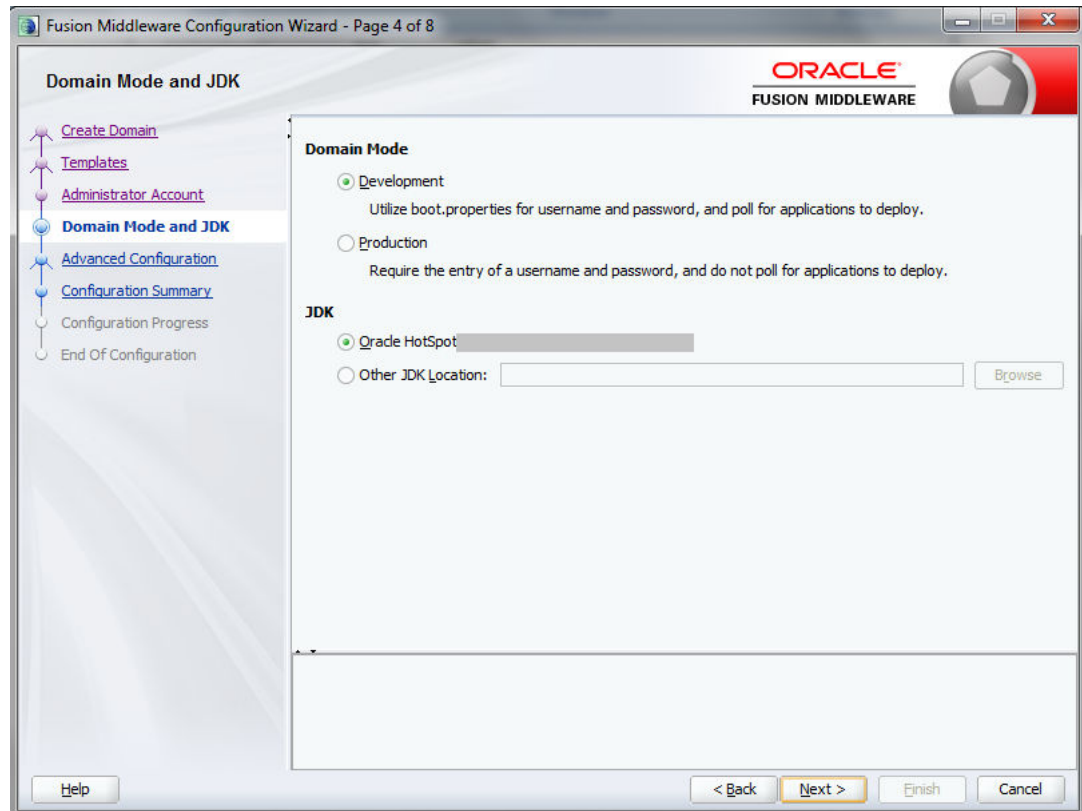 Fusion Middleware Configuration Wizard - Page 4 of 8
Domain Mode and JDK
ORACLE
FUSION MIDDLEWARE
Create Domain
Templates
Administrator Account
Domain Mode and JDK
Advanced Configuration
Configuration Summary
Configuration Progress
End Of Configuration
Domain Mode
Development
Utilize boot.properties for username and password, and poll for applications to deploy.
Production
Require the entry of a username and password, and do not poll for applications to deploy.
JDK
Oracle HotSpot
Other JDK Location:
Browse
Help
< Back
Next >
Finish
Cancel